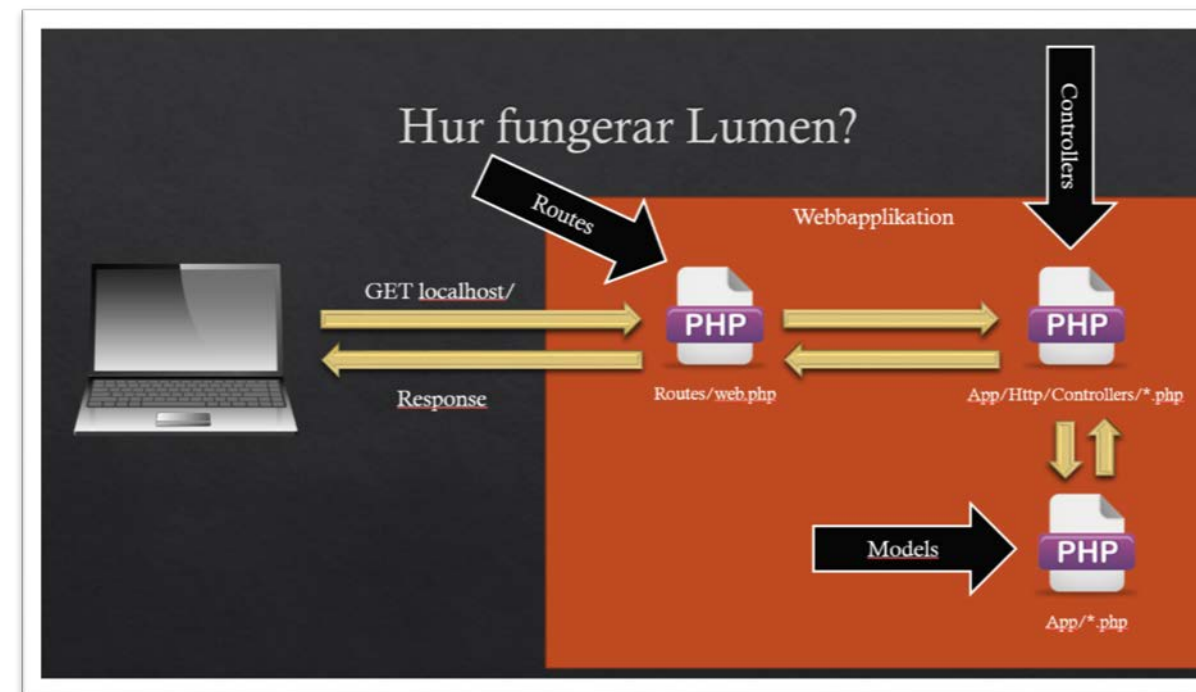 Hur fungerar Lumen?
Controllers
Routes
Webbapplikation
GET localhost/
PHP
PHP
Response
Routes/web.php
App/Http/Controllers/*.php
Models
PHP
App/*.php